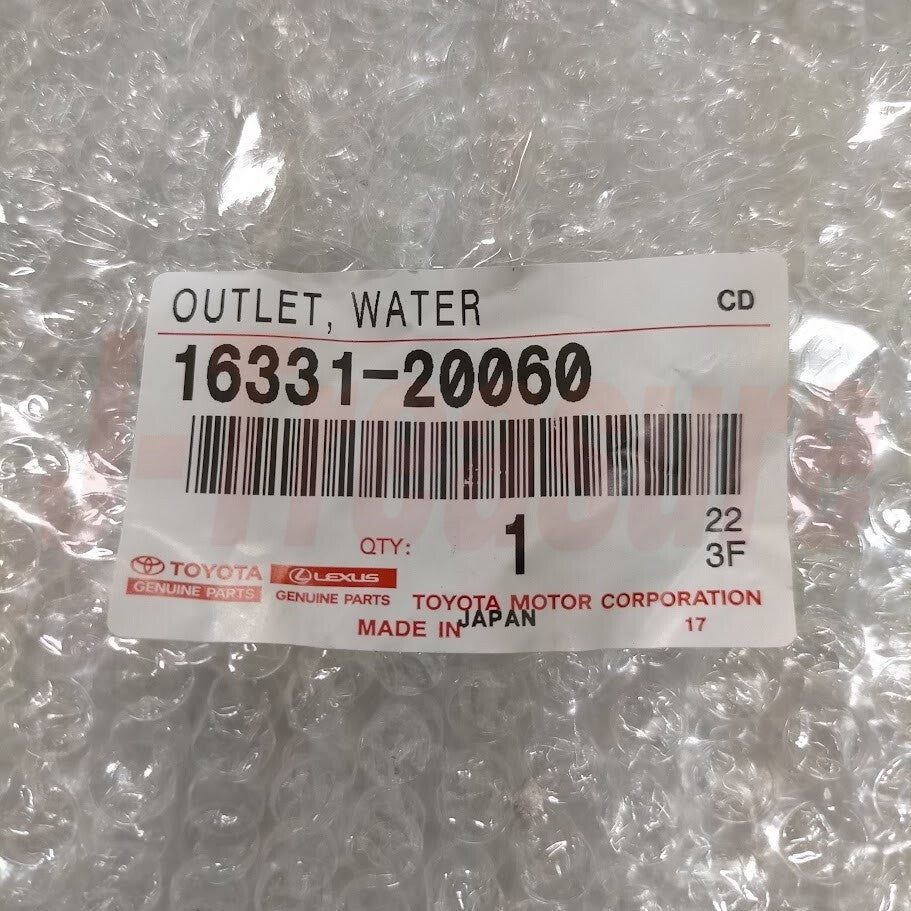 OUTLET, WATER CD
16331-20060
QTY: 1 22
3F
TOYOTA LEXUS
GENUINE PARTS GENUINE PARTS TOYOTA MOTOR CORPORATION
MADE IN JAPAN 17